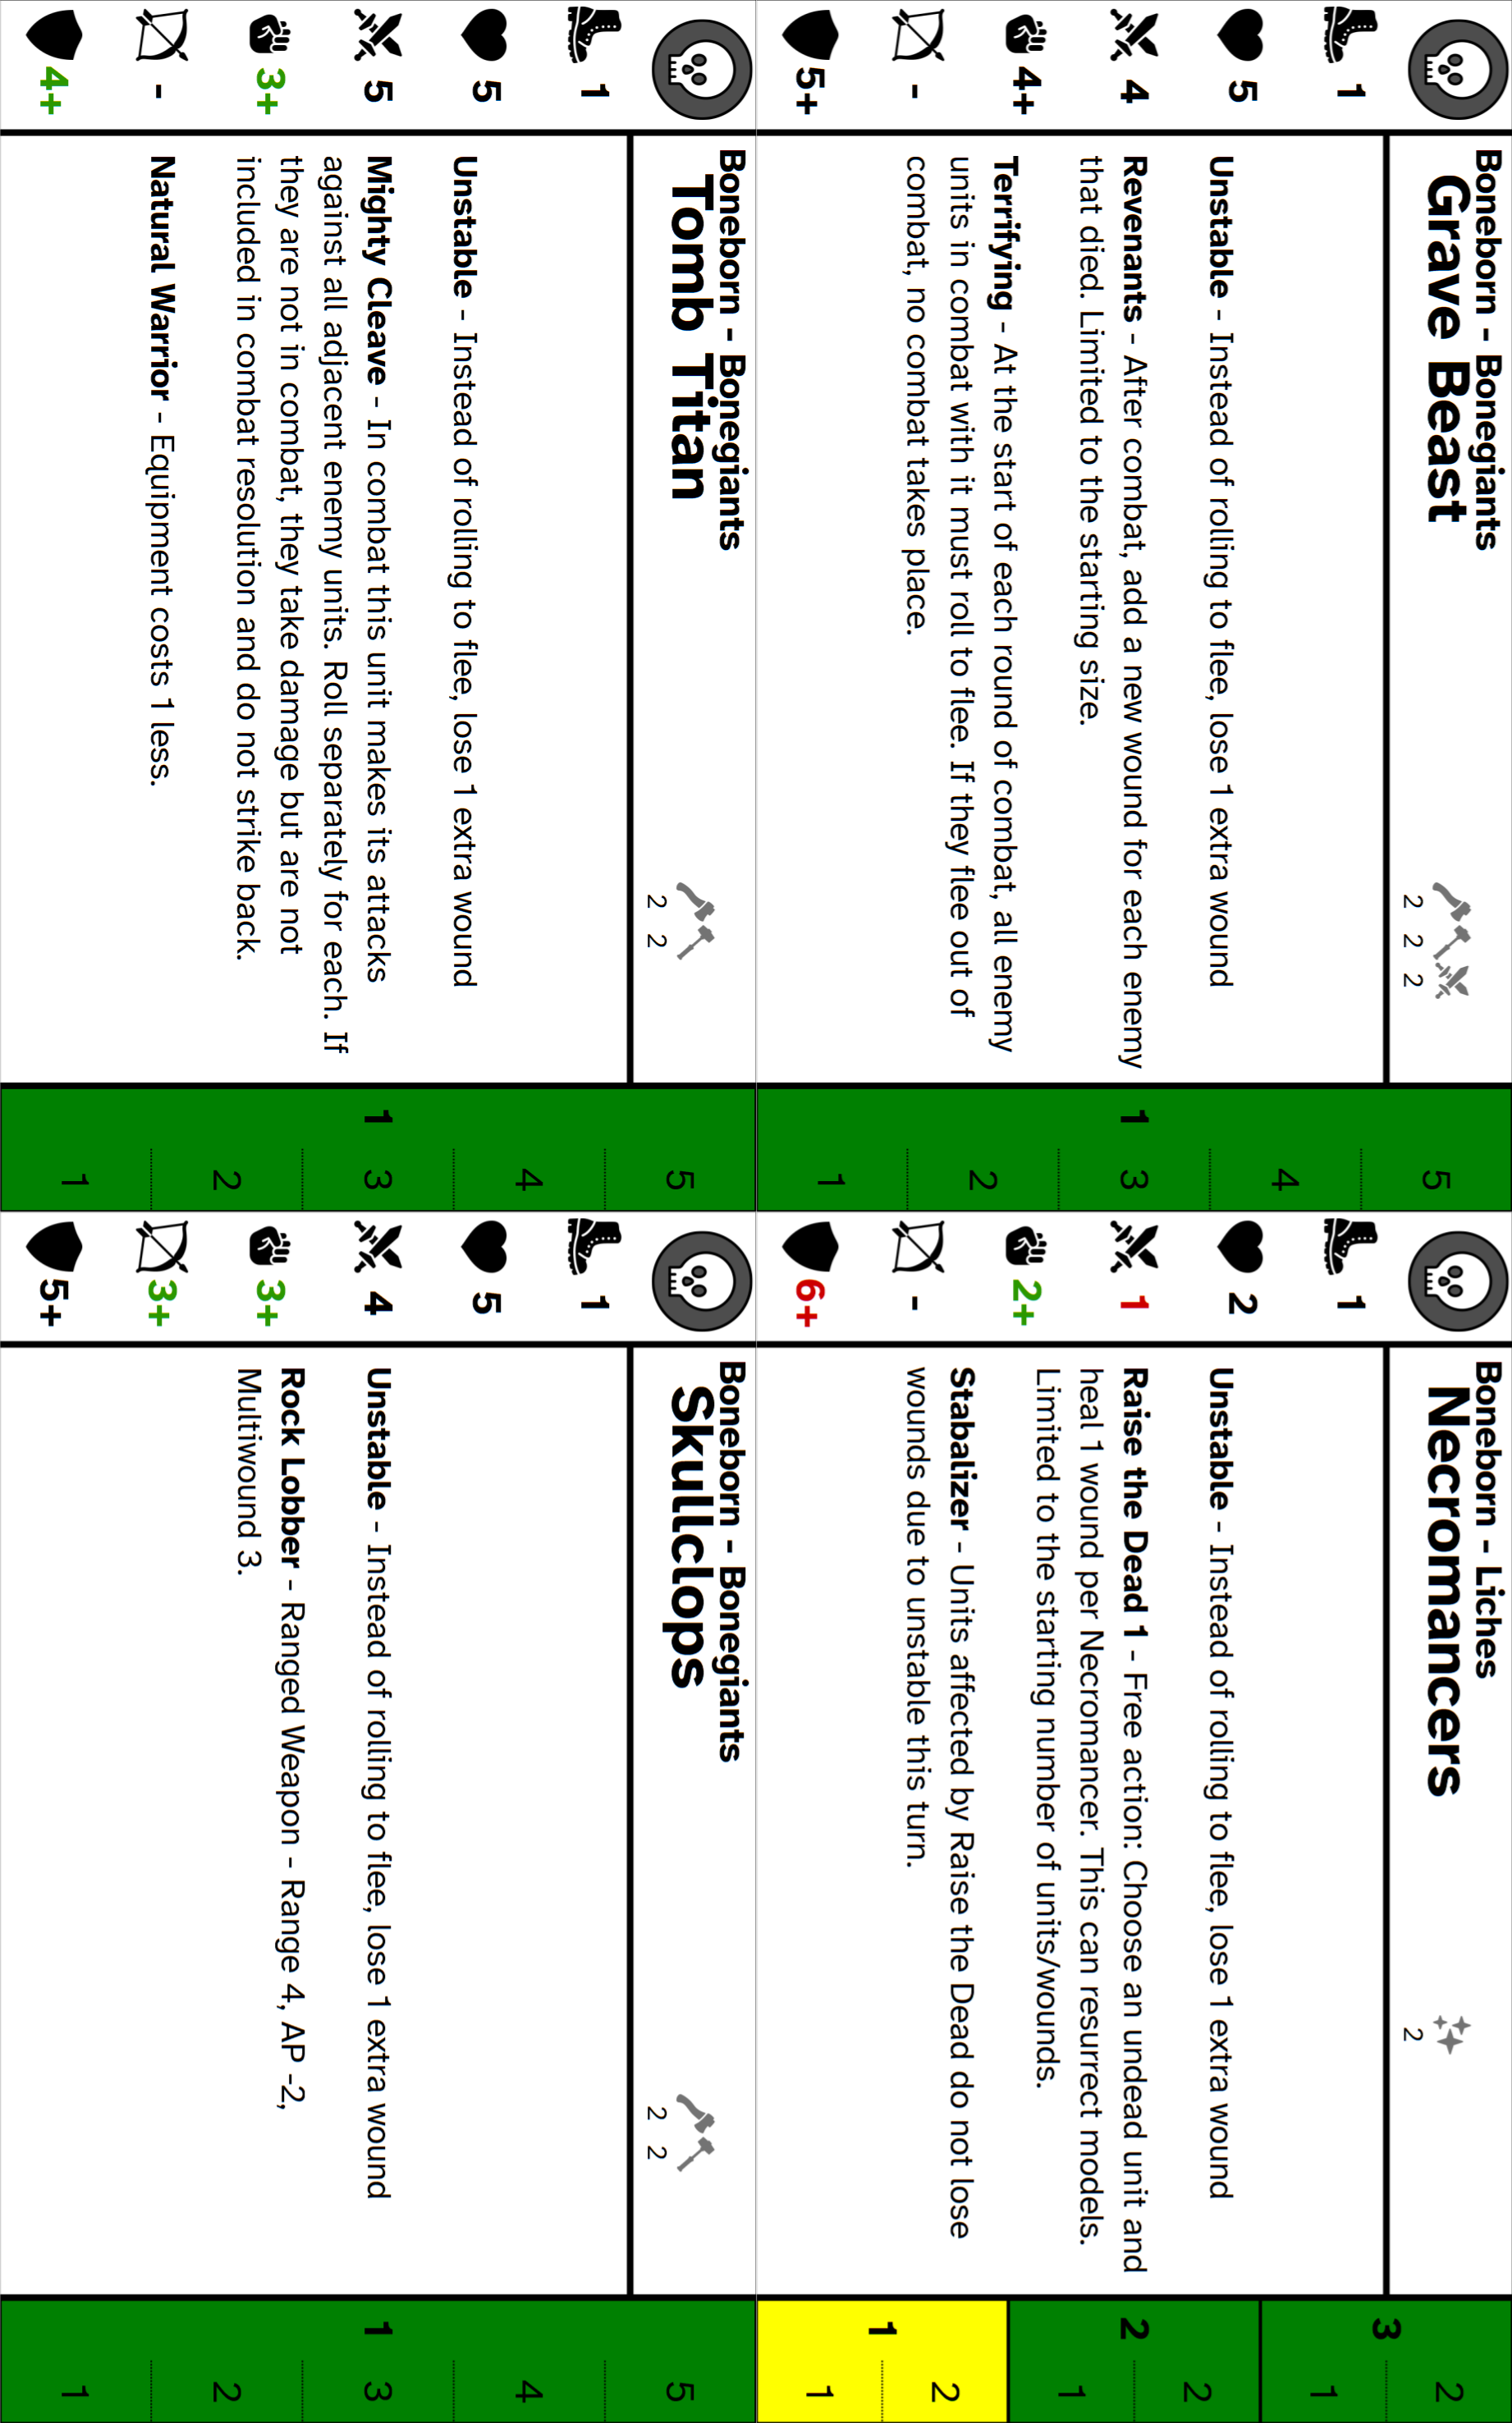 Boneborn - Bonegiants
Grave Beast
2 2 2
1
5
4
4+
-
5+
Unstable - Instead of rolling to flee, lose 1 extra wound
Revenants - After combat, add a new wound for each enemy
that died. Limited to the starting size.
Terrifying - At the start of each round of combat, all enemy
units in combat with it must roll to flee. If they flee out of
combat, no combat takes place.
1
5
4
3
2
1
Boneborn - Liches
Necromancers
2
1
2
1
2+
-
6+
Unstable - Instead of rolling to flee, lose 1 extra wound
Raise the Dead 1 - Free action: Choose an undead unit and
heal 1 wound per Necromancer. This can resurrect models.
Limited to the starting number of units/wounds.
Stabalizer - Units affected by Raise the Dead do not lose
wounds due to unstable this turn.
3
2
1
2
2
1
1
2
1
Boneborn - Bonegiants
Tomb Titan
2 2
1
5
5
3+
-
4+
Unstable - Instead of rolling to flee, lose 1 extra wound
Mighty Cleave - In combat this unit makes its attacks
against all adjacent enemy units. Roll separately for each. If
they are not in combat, they take damage but are not
included in combat resolution and do not strike back.
Natural Warrior - Equipment costs 1 less.
1
5
4
3
2
1
Boneborn - Bonegiants
Skullclops
2 2
1
5
4
3+
3+
5+
Unstable - Instead of rolling to flee, lose 1 extra wound
Rock Lobber - Ranged Weapon - Range 4, AP -2,
Multiwound 3.
1
5
4
3
2
1